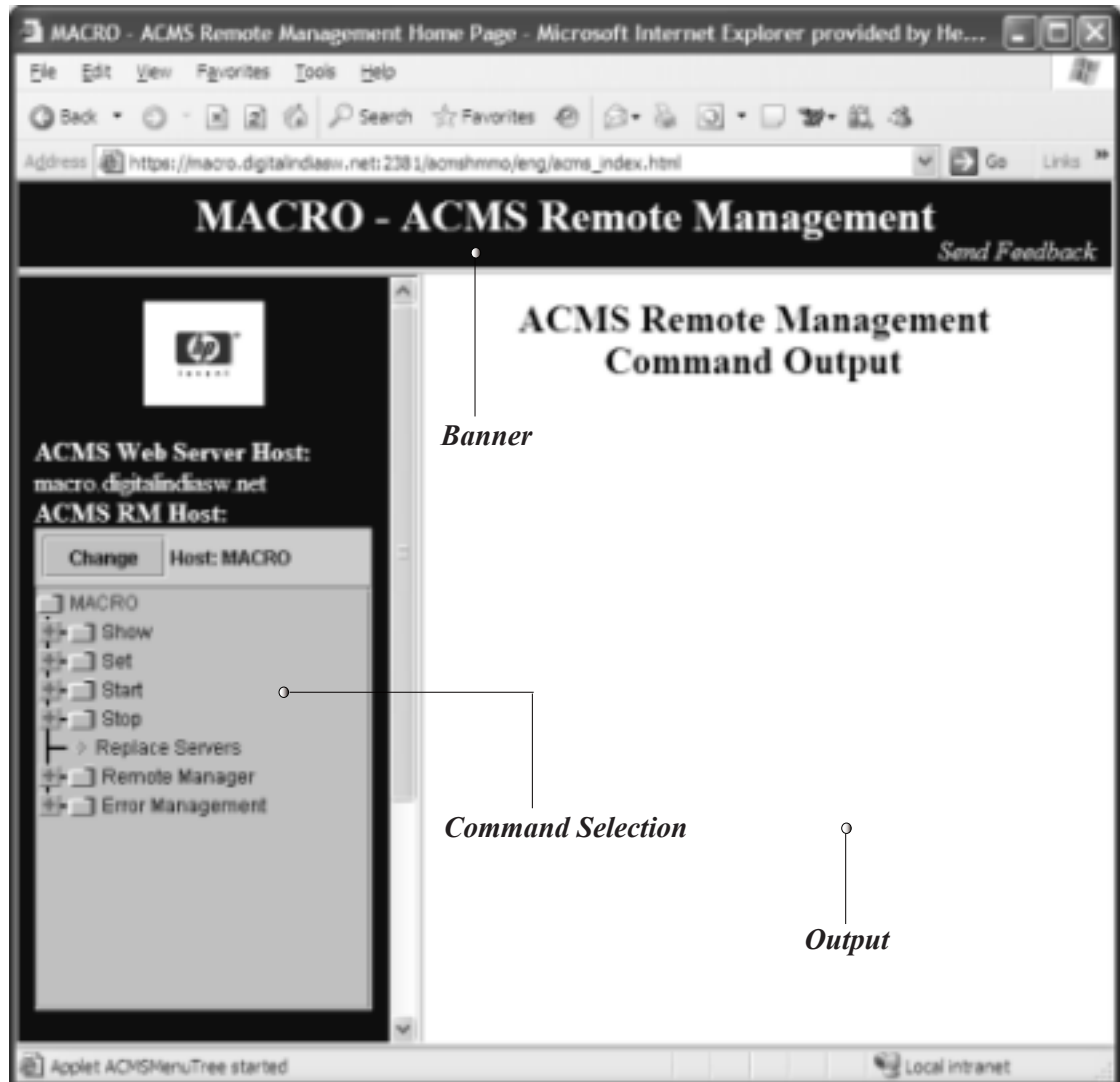 MACRO - ACMS Remote Management Home Page - Microsoft Internet Explorer provided by He...
File Edit View Favorites Tools Help
Back Search Favorites
Address https://macro.digitalindiasw.net:2381/acmshmmo/eng/acms_index.html Go Links »
MACRO - ACMS Remote Management
Send Feedback
hp
invent
ACMS Remote Management
Command Output
Banner
ACMS Web Server Host:
macro.digitalindiasw.net
ACMS RM Host:
Change Host: MACRO
MACRO
Show
Set
Start
Stop
Replace Servers
Remote Manager
Error Management
Command Selection
Output
Applet ACMSMenuTree started Local intranet